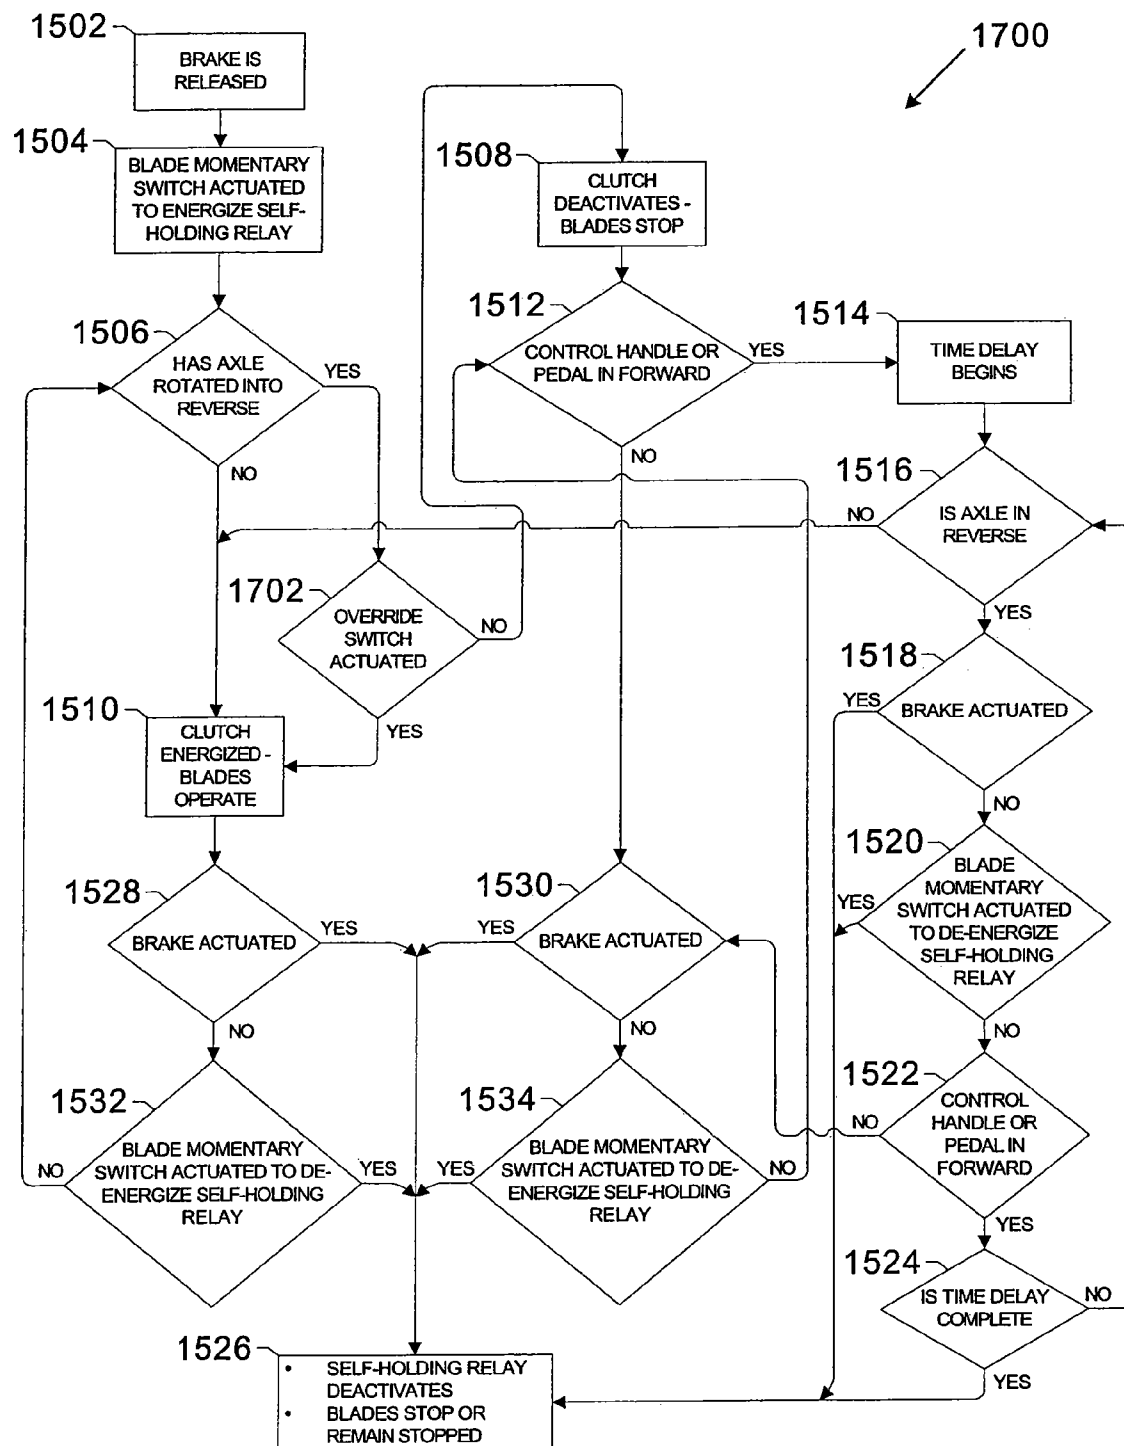 1502
BRAKE IS
RELEASED
1700
1504
BLADE MOMENTARY
SWITCH ACTUATED
TO ENERGIZE SELF-
HOLDING RELAY
1508
CLUTCH
DEACTIVATES -
BLADES STOP
1506
HAS AXLE
ROTATED INTO
REVERSE
YES
NO
1512
CONTROL HANDLE OR
PEDAL IN FORWARD
YES
NO
1514
TIME DELAY
BEGINS
1516
IS AXLE IN
REVERSE
NO
YES
1702
OVERRIDE
SWITCH
ACTUATED
NO
YES
1518
BRAKE ACTUATED
YES
NO
1510
CLUTCH
ENERGIZED -
BLADES
OPERATE
1520
BLADE
MOMENTARY
SWITCH ACTUATED
TO DE-ENERGIZE
SELF-HOLDING
RELAY
YES
NO
1528
BRAKE ACTUATED
YES
NO
1530
BRAKE ACTUATED
YES
NO
1522
CONTROL
HANDLE OR
PEDAL IN
FORWARD
NO
YES
1532
BLADE MOMENTARY
SWITCH ACTUATED TO DE-
ENERGIZE SELF-HOLDING
RELAY
NO
YES
1534
BLADE MOMENTARY
SWITCH ACTUATED TO DE-
ENERGIZE SELF-HOLDING
RELAY
YES
NO
1524
IS TIME DELAY
COMPLETE
NO
YES
1526
• SELF-HOLDING RELAY
DEACTIVATES
• BLADES STOP OR
REMAIN STOPPED